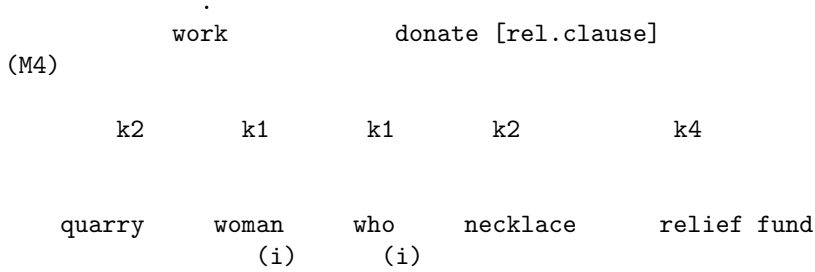 .
work donate [rel.clause]
(M4)
k2 k1 k1 k2 k4
quarry woman who necklace relief fund
(i) (i)